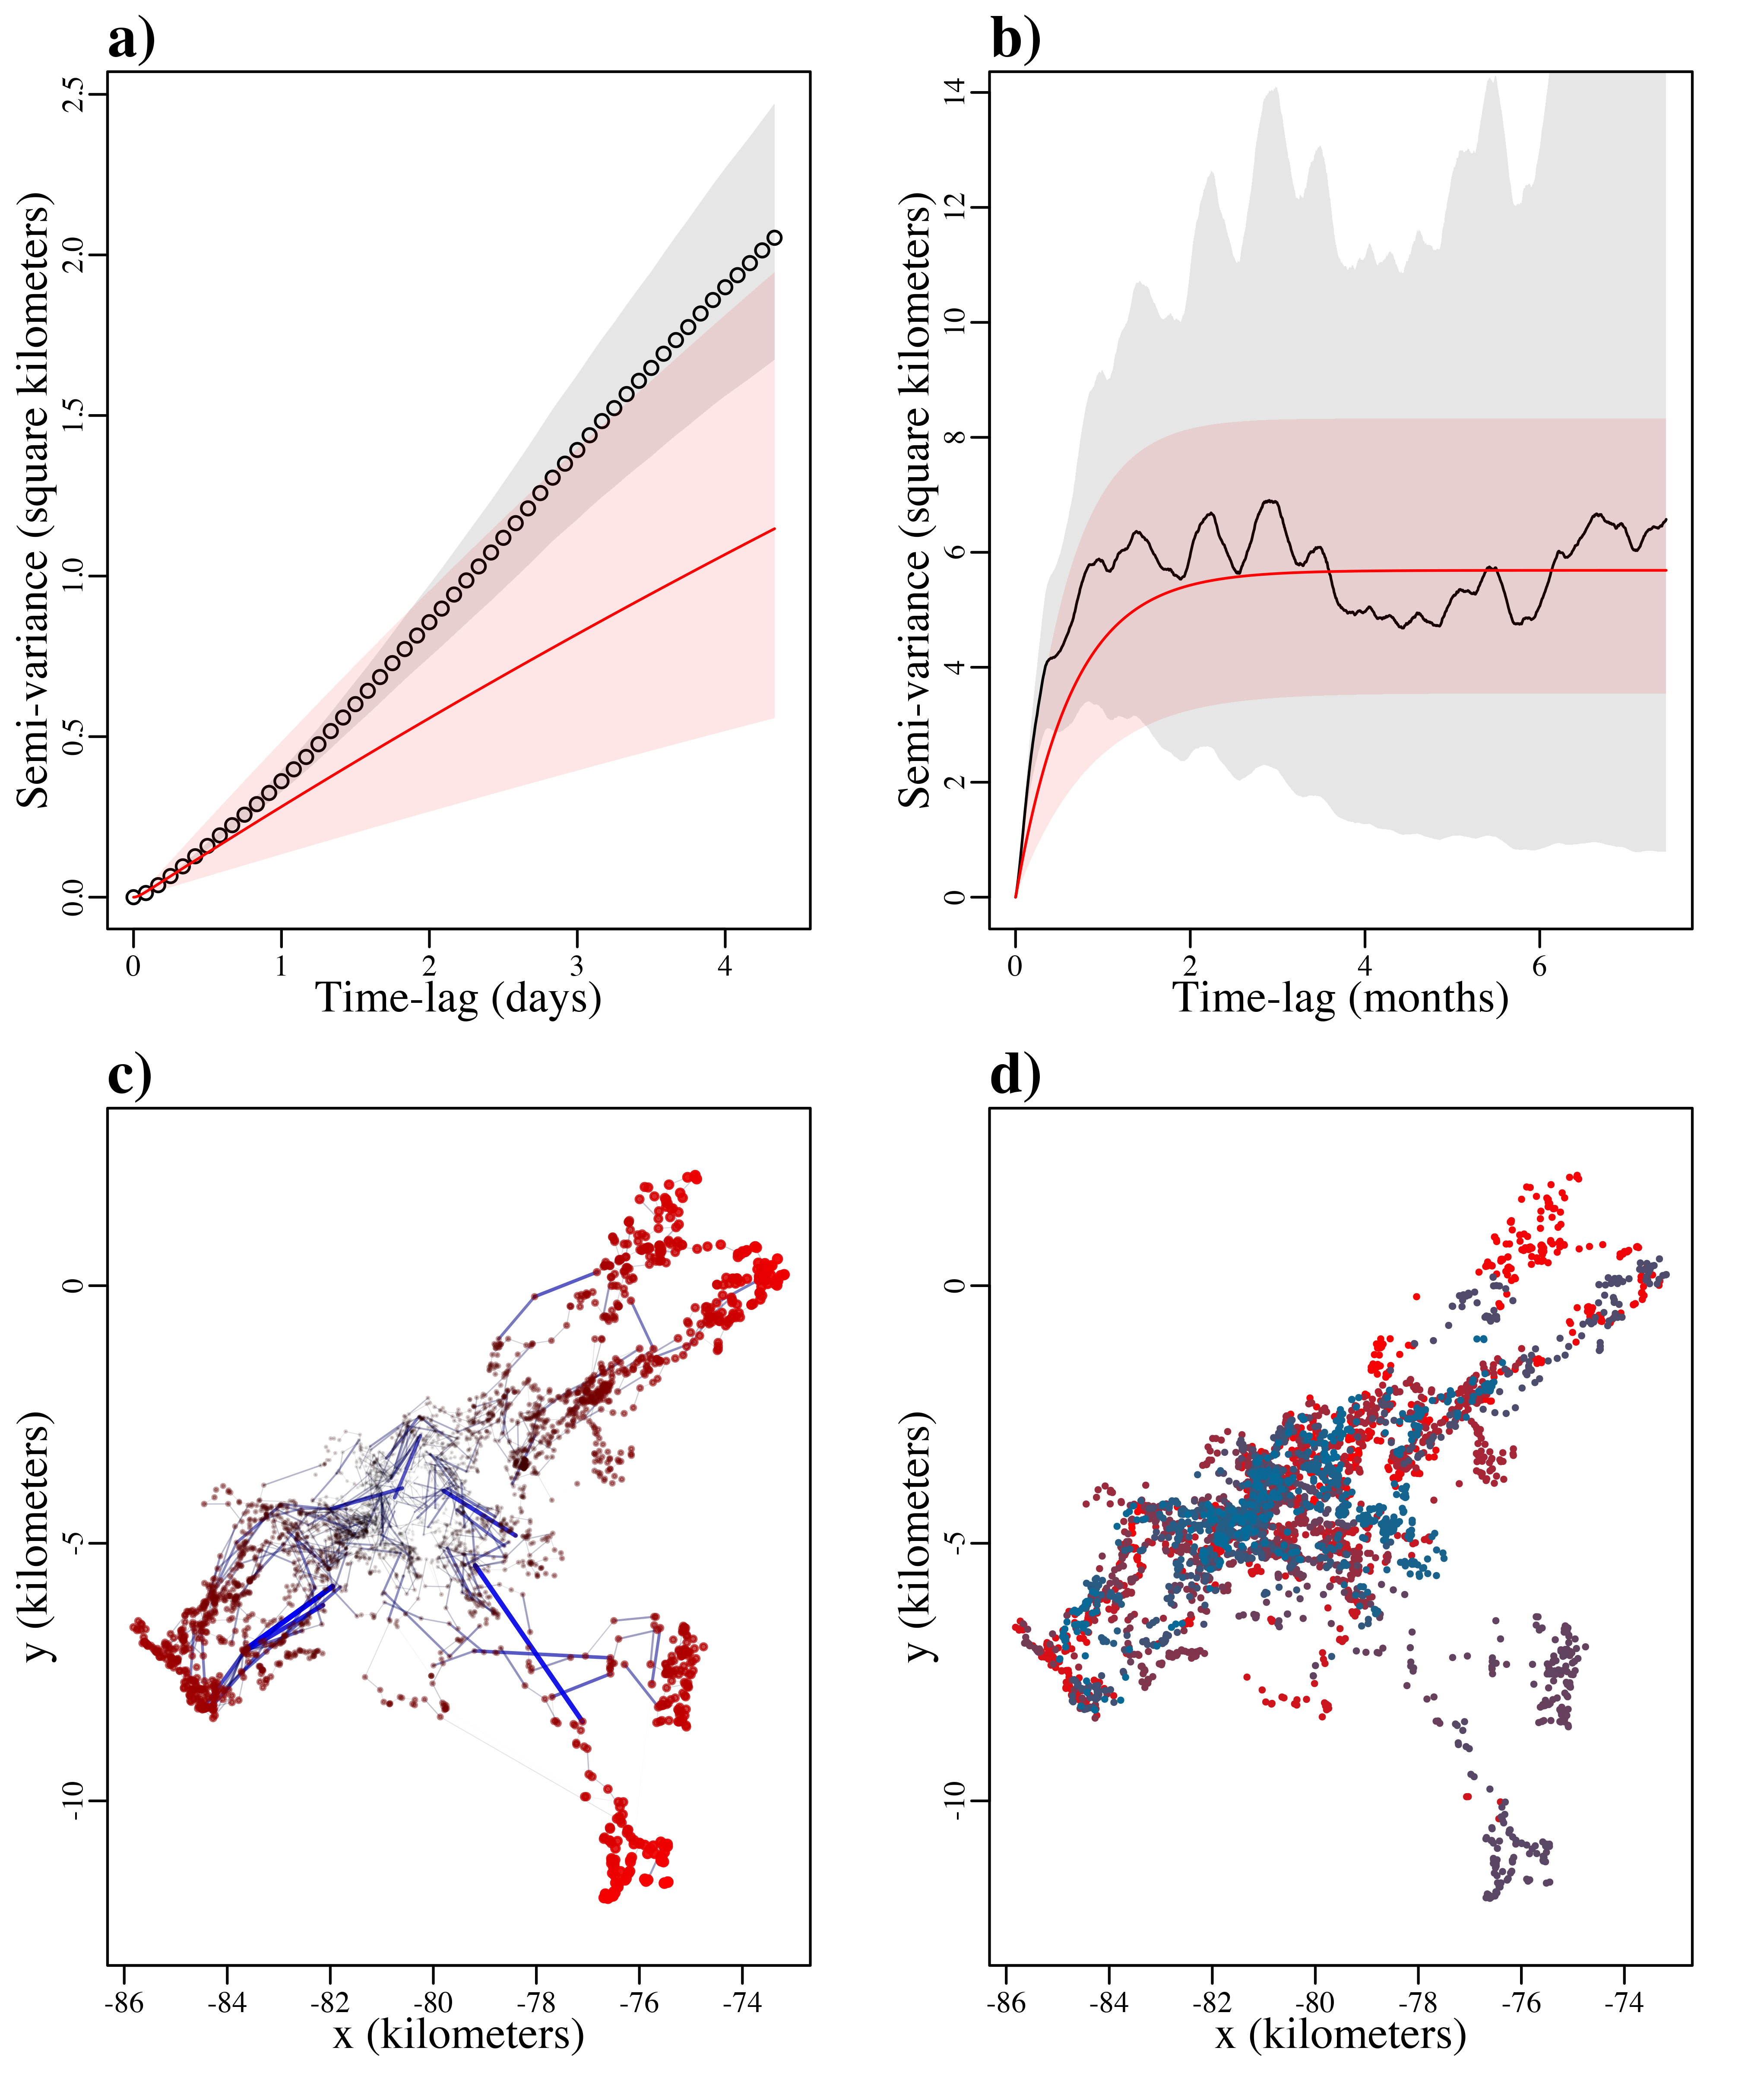 a)
Semi-variance (square kilometers)
0.0 0.5 1.0 1.5 2.0 2.5
0 1 2 3 4
Time-lag (days)
b)
Semi-variance (square kilometers)
0 2 4 6 8 10 12 14
0 2 4 6
Time-lag (months)
c)
y (kilometers)
-10 -5 0
-86 -84 -82 -80 -78 -76 -74
x (kilometers)
d)
y (kilometers)
-10 -5 0
-86 -84 -82 -80 -78 -76 -74
x (kilometers)